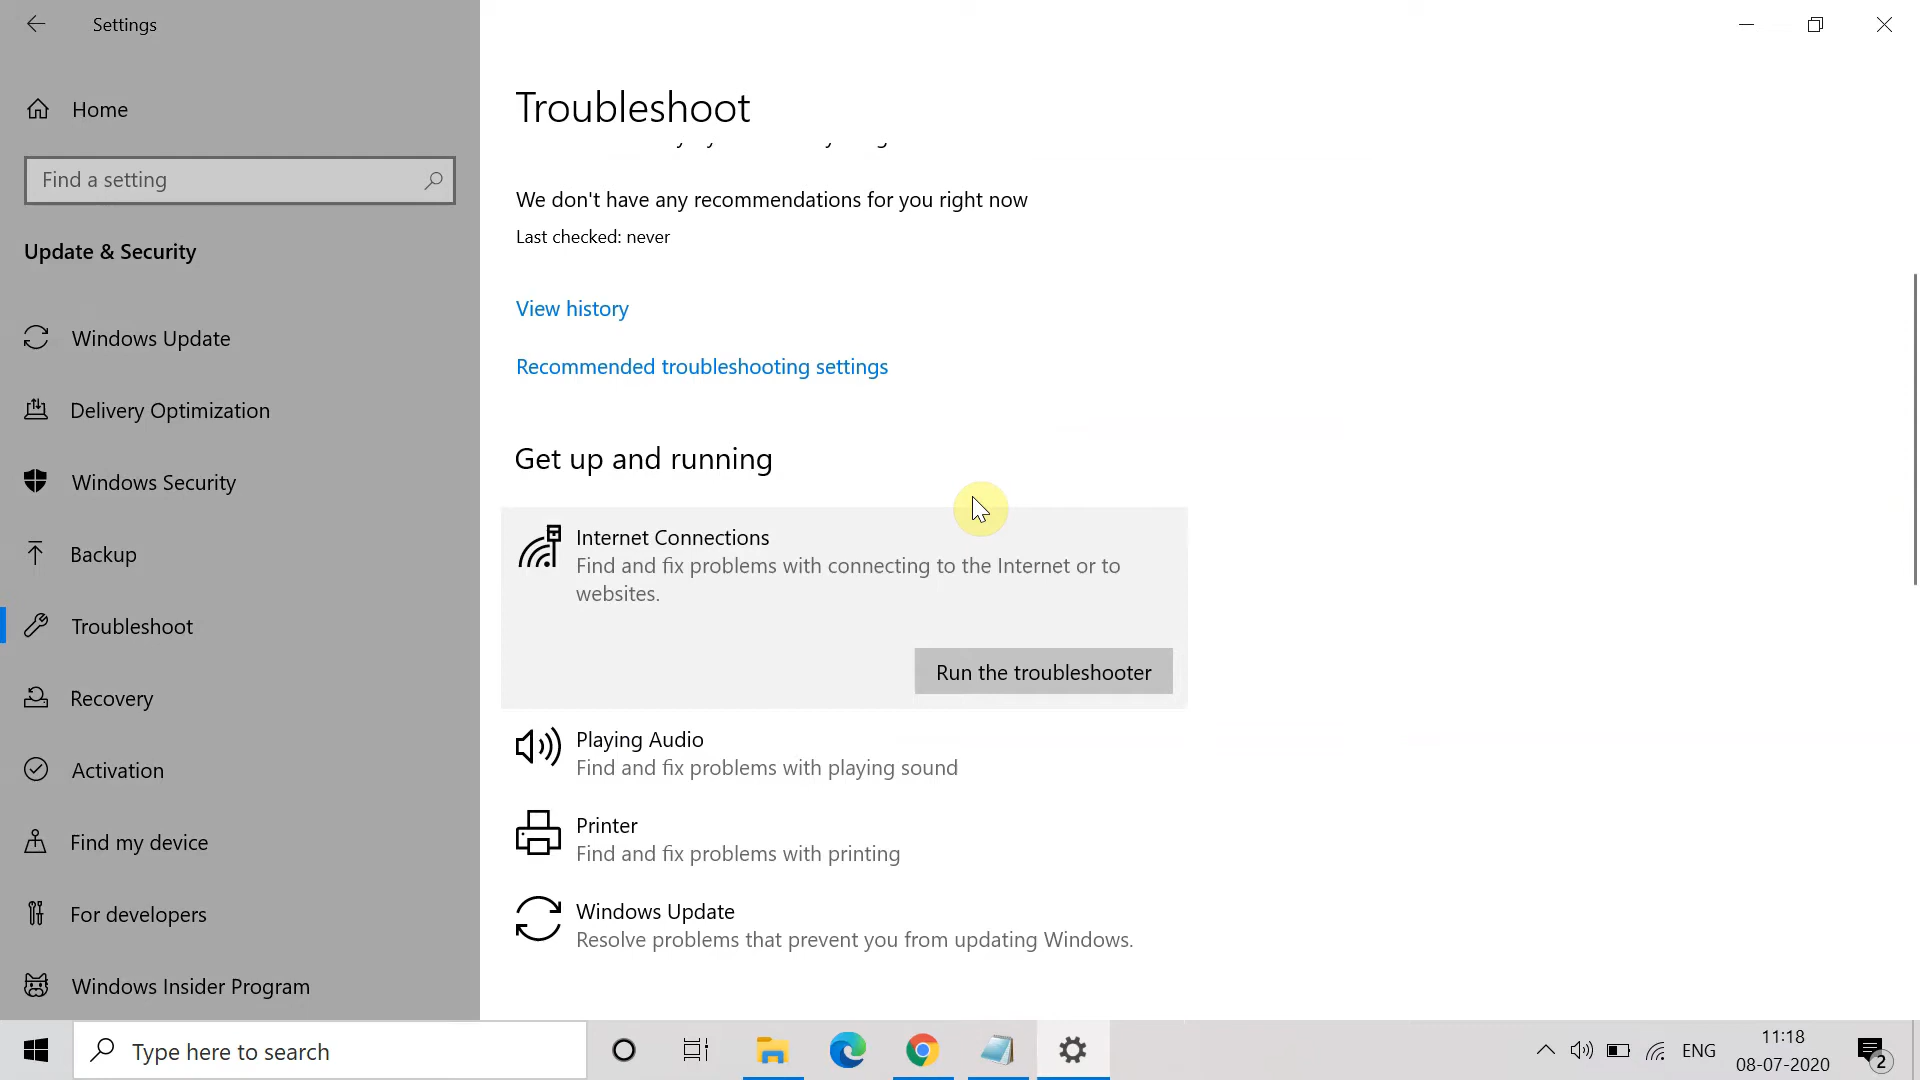 Settings
Home
Find a setting
Update & Security
Windows Update
Delivery Optimization
Windows Security
Backup
Troubleshoot
Recovery
Activation
Find my device
For developers
Windows Insider Program
Troubleshoot
We don't have any recommendations for you right now
Last checked: never
View history
Recommended troubleshooting settings
Get up and running
Internet Connections
Find and fix problems with connecting to the Internet or to
websites.
Run the troubleshooter
Playing Audio
Find and fix problems with playing sound
Printer
Find and fix problems with printing
Windows Update
Resolve problems that prevent you from updating Windows.
Type here to search
ENG
11:18
08-07-2020
2